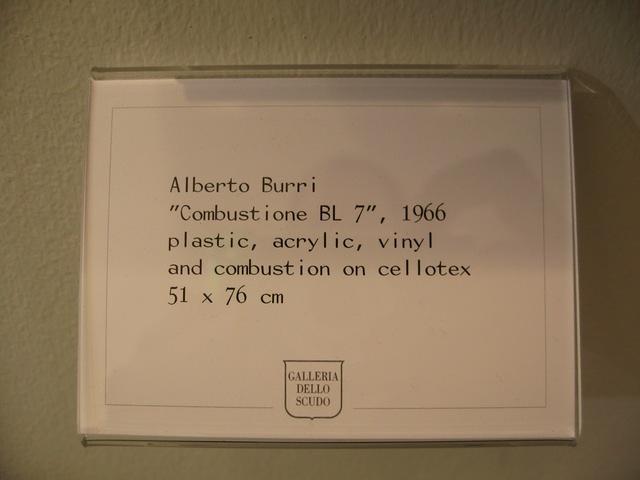 Alberto Burri
"Combustione BL 7", 1966
plastic, acrylic, vinyl
and combustion on cellotex
51 x 76 cm
GALLERIA
DELLO
SCUDO